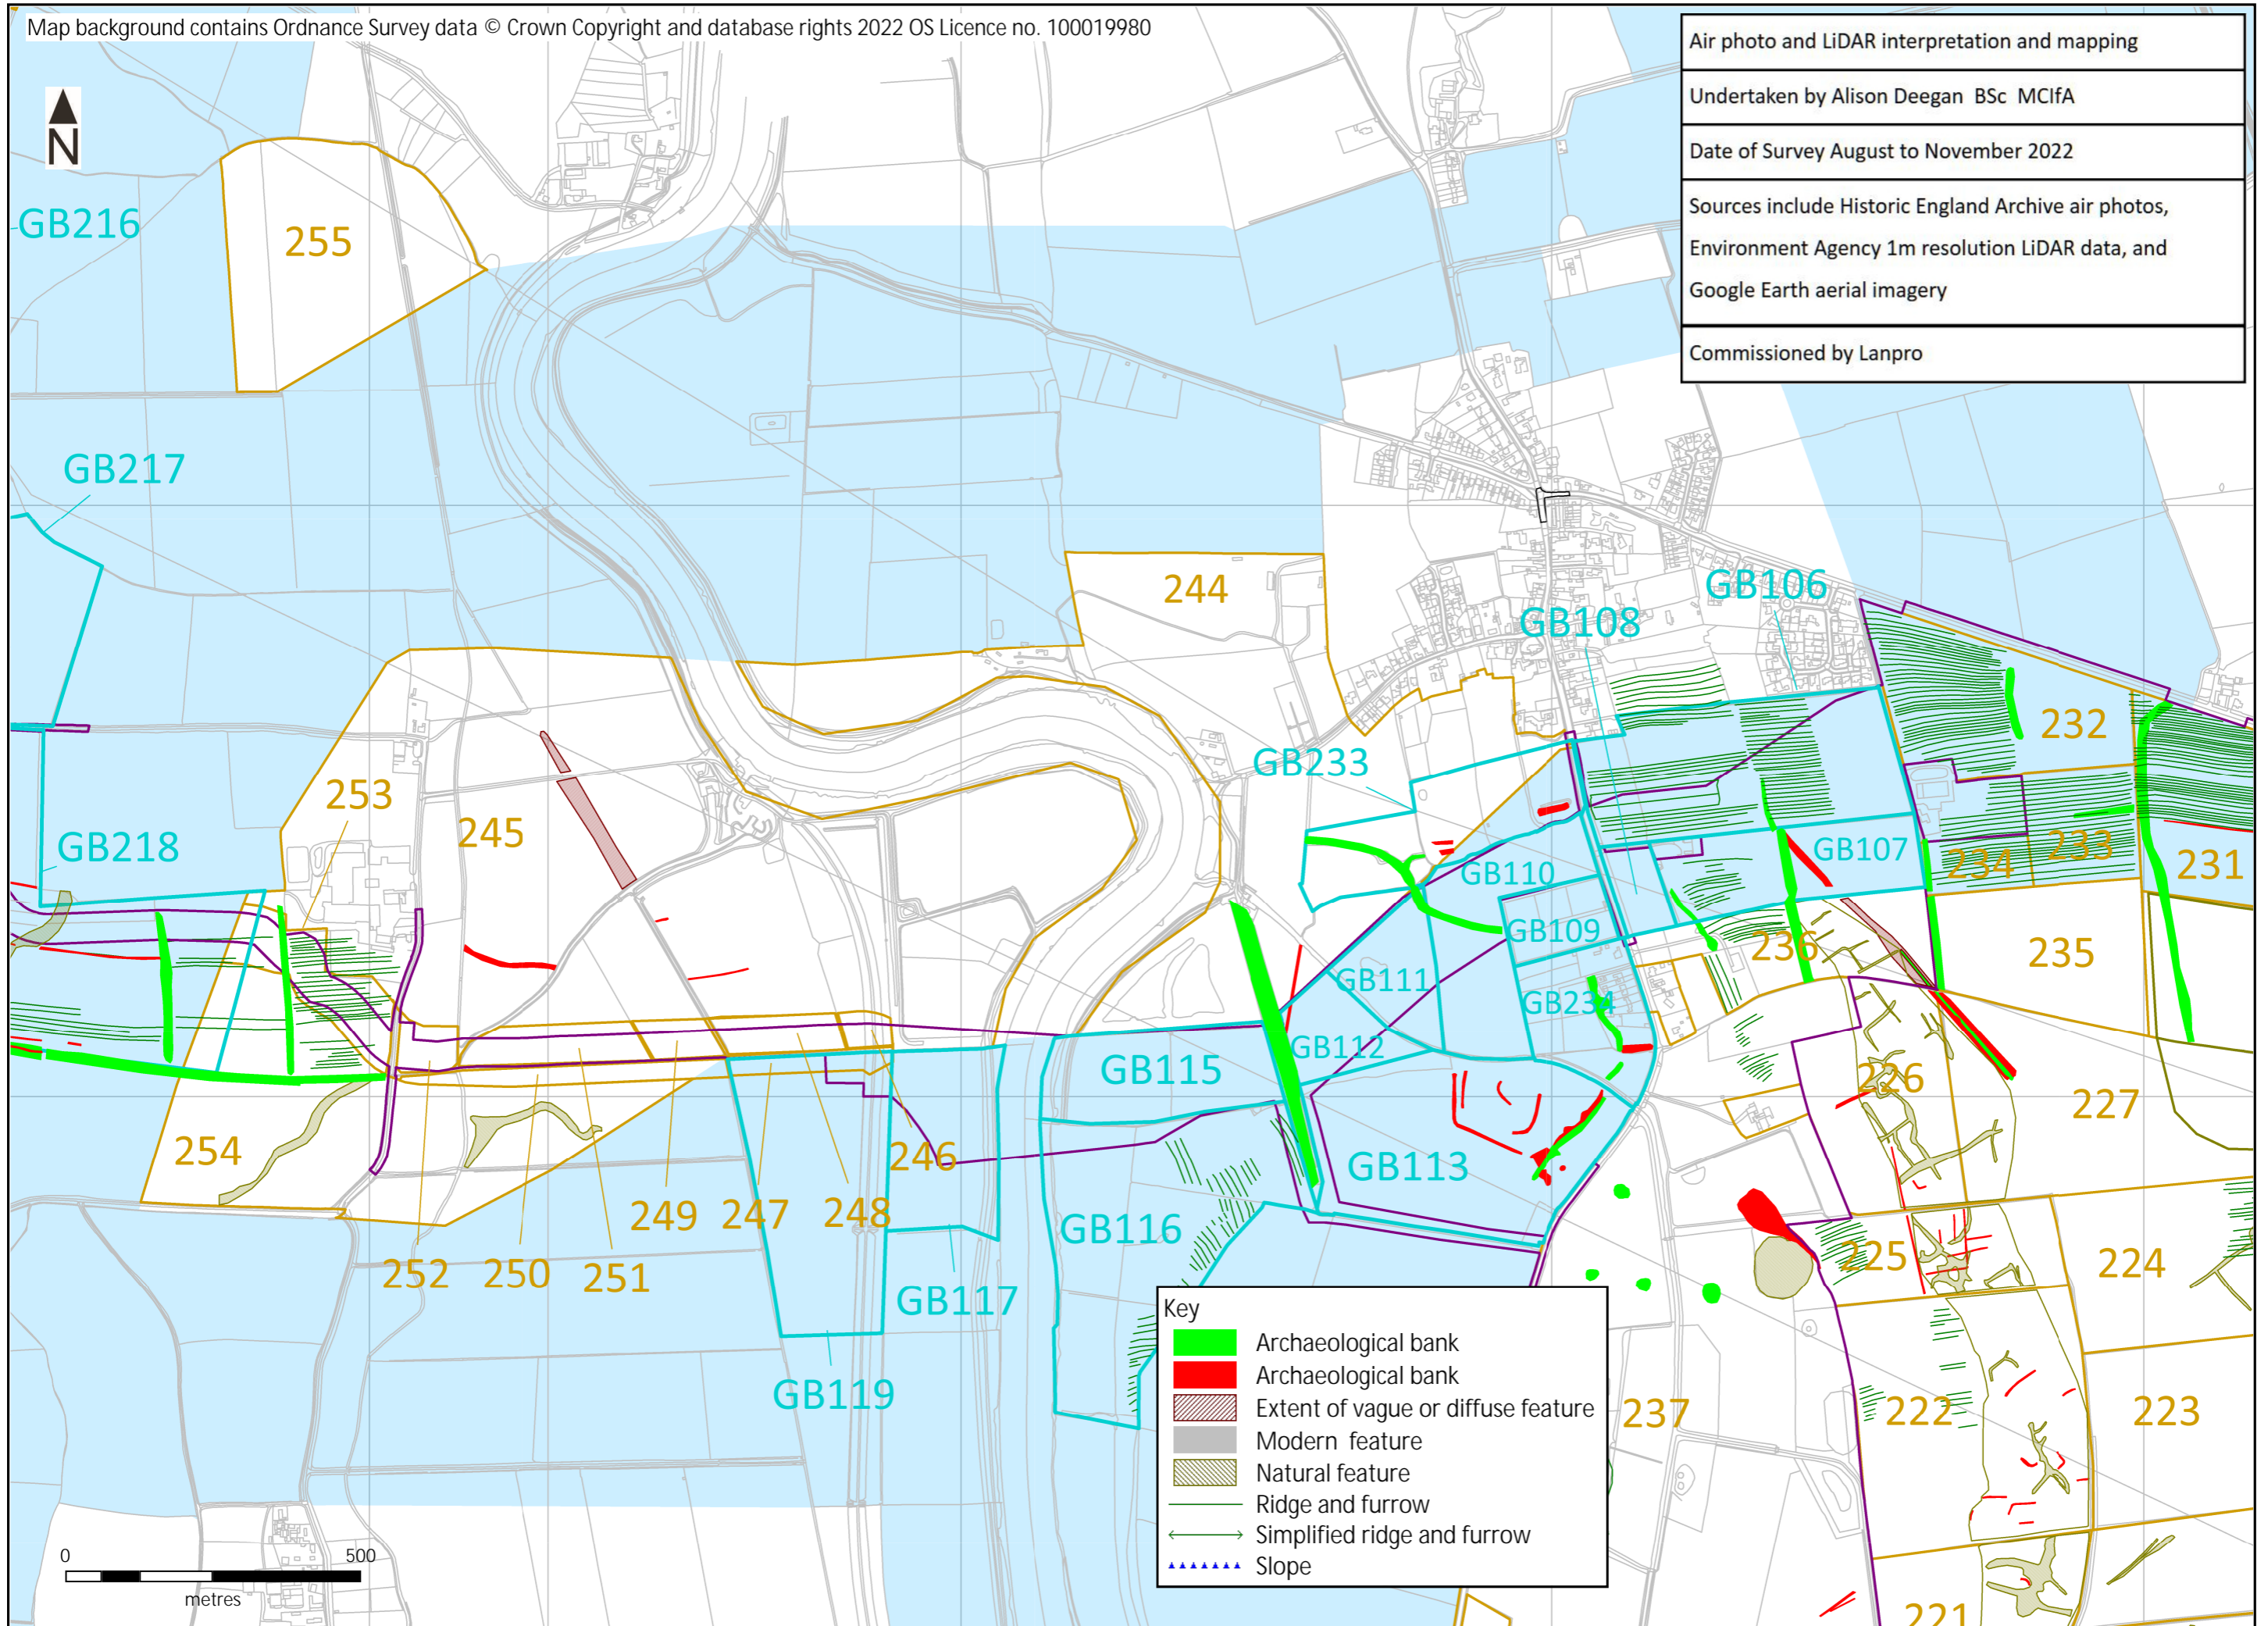 Map background contains Ordnance Survey data © Crown Copyright and database rights 2022 OS Licence no. 100019980
Air photo and LiDAR interpretation and mapping
Undertaken by Alison Deegan BSc MCIfA
Date of Survey August to November 2022
Sources include Historic England Archive air photos,
Environment Agency 1m resolution LiDAR data, and
Google Earth aerial imagery
Commissioned by Lanpro
N
GB216
255
GB217
244
GB106
GB108
232
GB233
253
245
GB218
GB110
GB107
234
233
231
GB109
236
235
GB111
GB234
GB112
GB115
226
227
254
246
GB113
249
247
248
GB116
252
250
251
225
224
GB117
GB119
237
222
223
221
Key
Archaeological bank
Archaeological bank
Extent of vague or diffuse feature
Modern feature
Natural feature
Ridge and furrow
Simplified ridge and furrow
Slope
0
500
metres